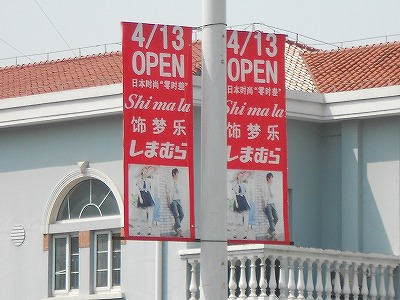 4/13
OPEN
日本时尚“零时差”
Shi ma la
饰梦乐
しまむら
4/13
OPEN
日本时尚“零时差”
Shi ma la
饰梦乐
しまむら